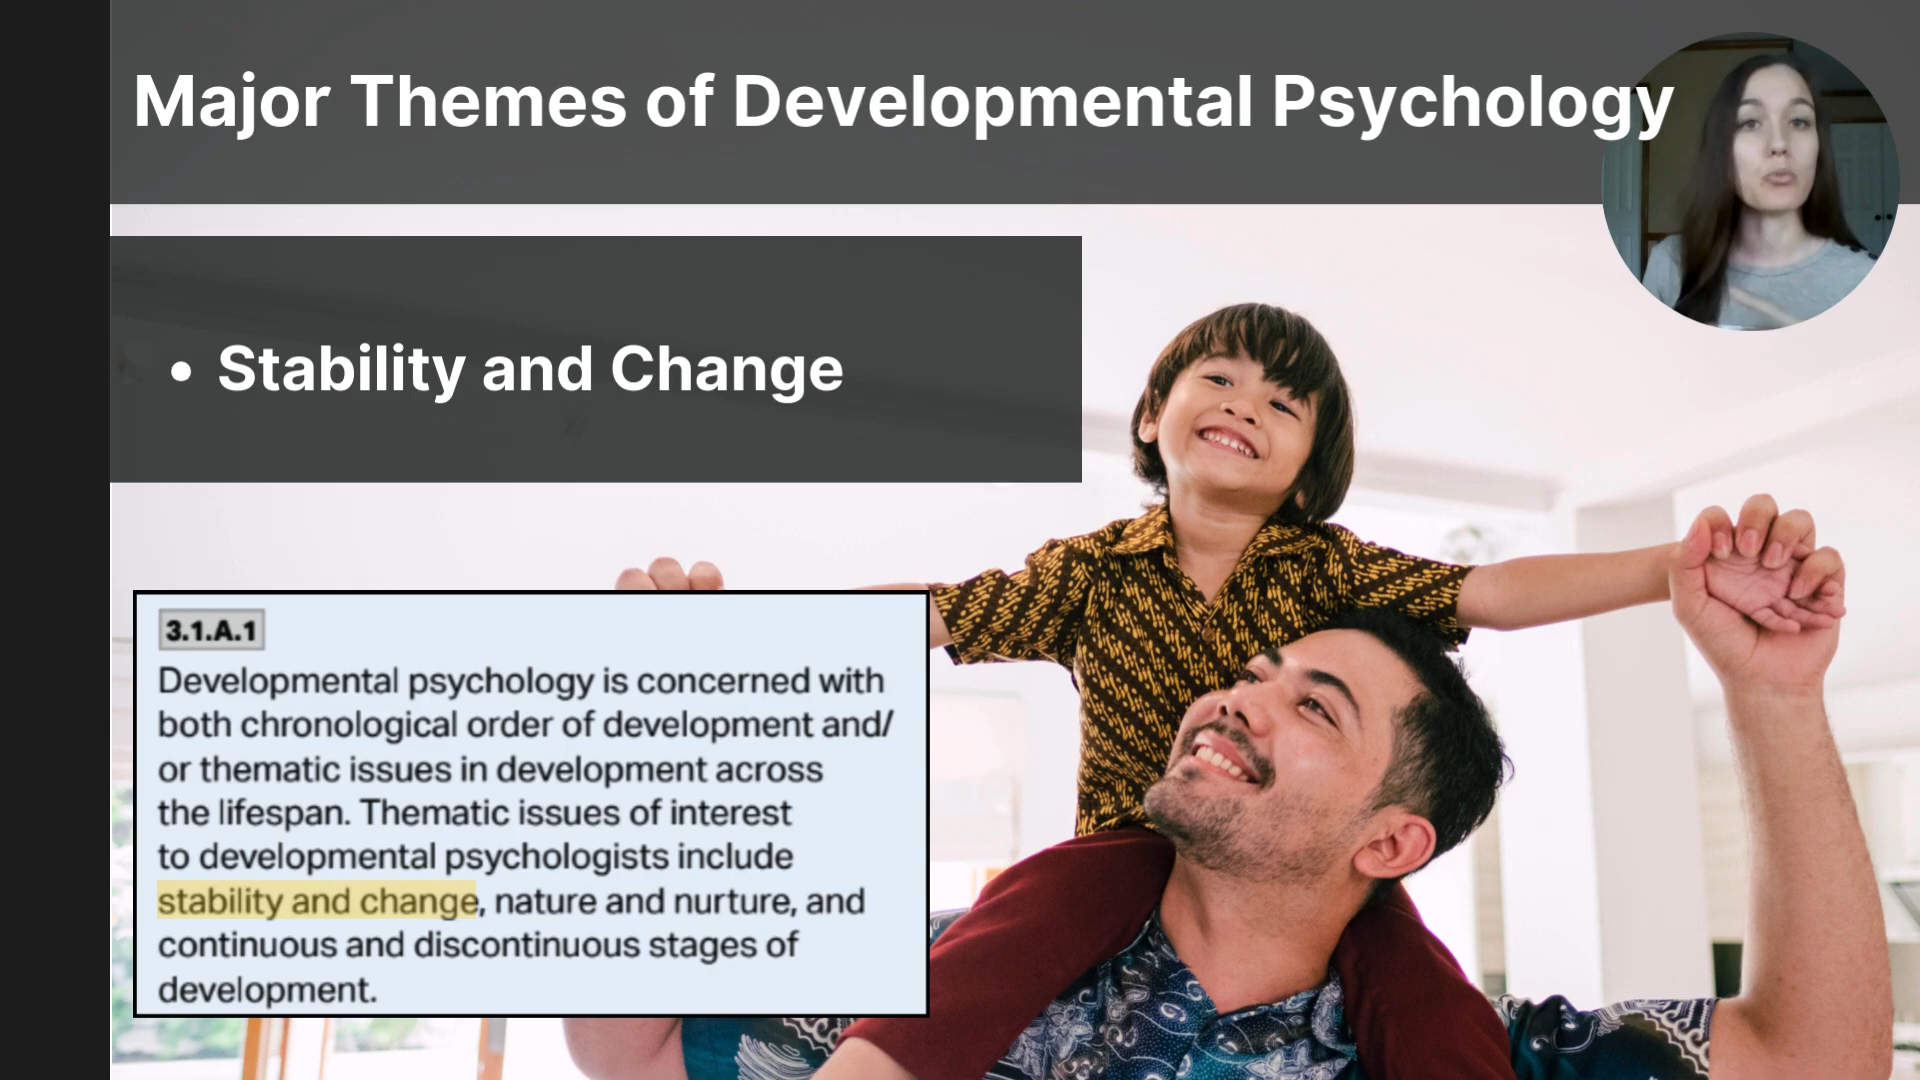 Major Themes of Developmental Psychology
• Stability and Change
3.1.A.1
Developmental psychology is concerned with
both chronological order of development and/
or thematic issues in development across
the lifespan. Thematic issues of interest
to developmental psychologists include
stability and change, nature and nurture, and
continuous and discontinuous stages of
development.